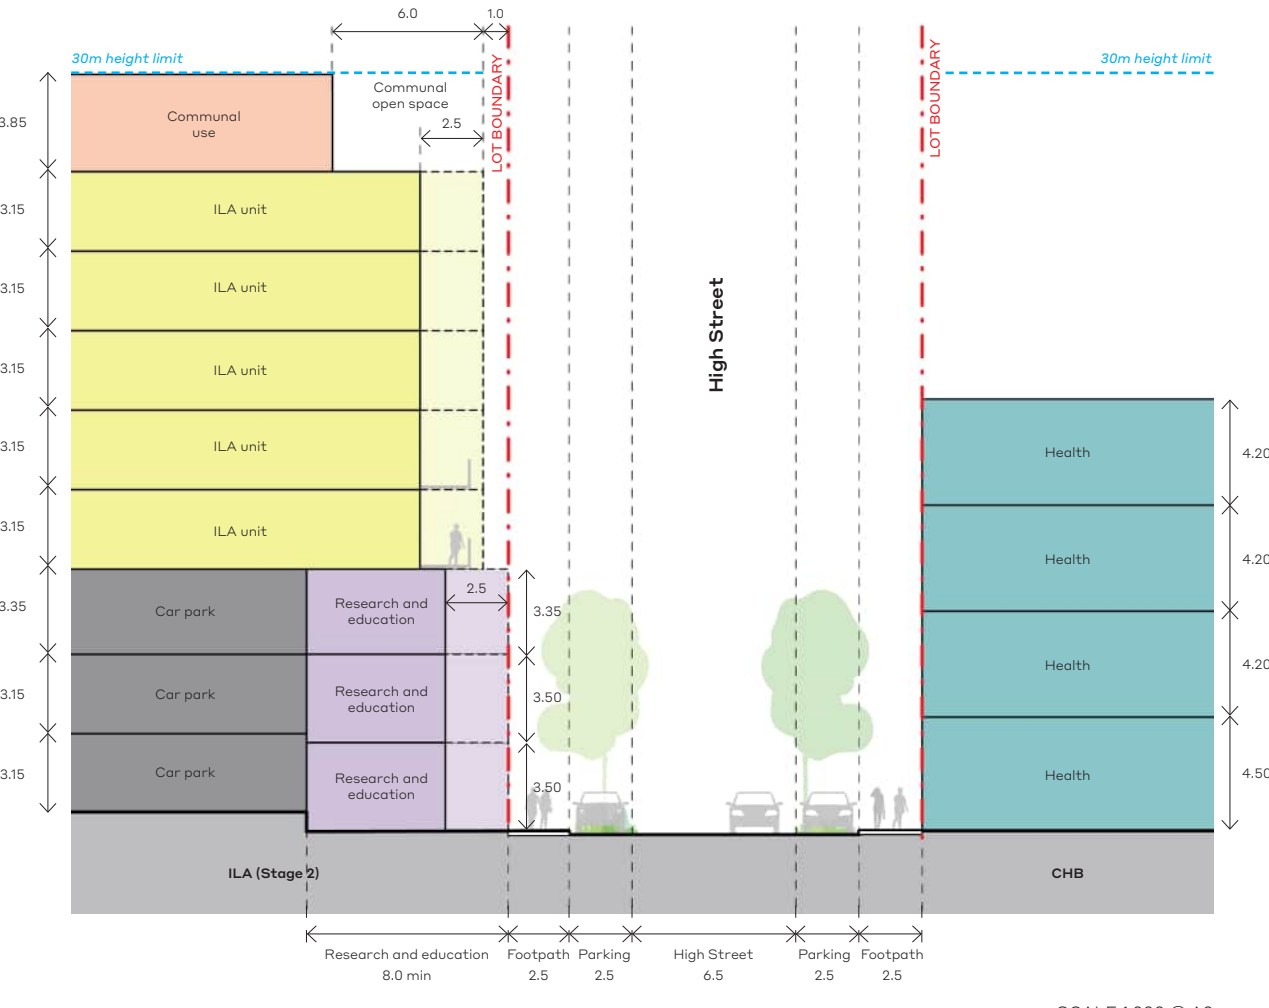 6.0
1.0
30m height limit
30m height limit
LOT BOUNDARY
LOT BOUNDARY
Communal
open space
3.85
Communal
use
2.5
3.15
ILA unit
3.15
ILA unit
High Street
3.15
ILA unit
3.15
ILA unit
Health
4.20
3.15
ILA unit
Health
4.20
2.5
3.35
Car park
Research and
education
3.35
Health
4.20
3.15
Car park
Research and
education
3.50
3.15
Car park
Research and
education
3.50
Health
4.50
ILA (Stage 2)
CHB
Research and education
8.0 min
Footpath
2.5
Parking
2.5
High Street
6.5
Parking
2.5
Footpath
2.5